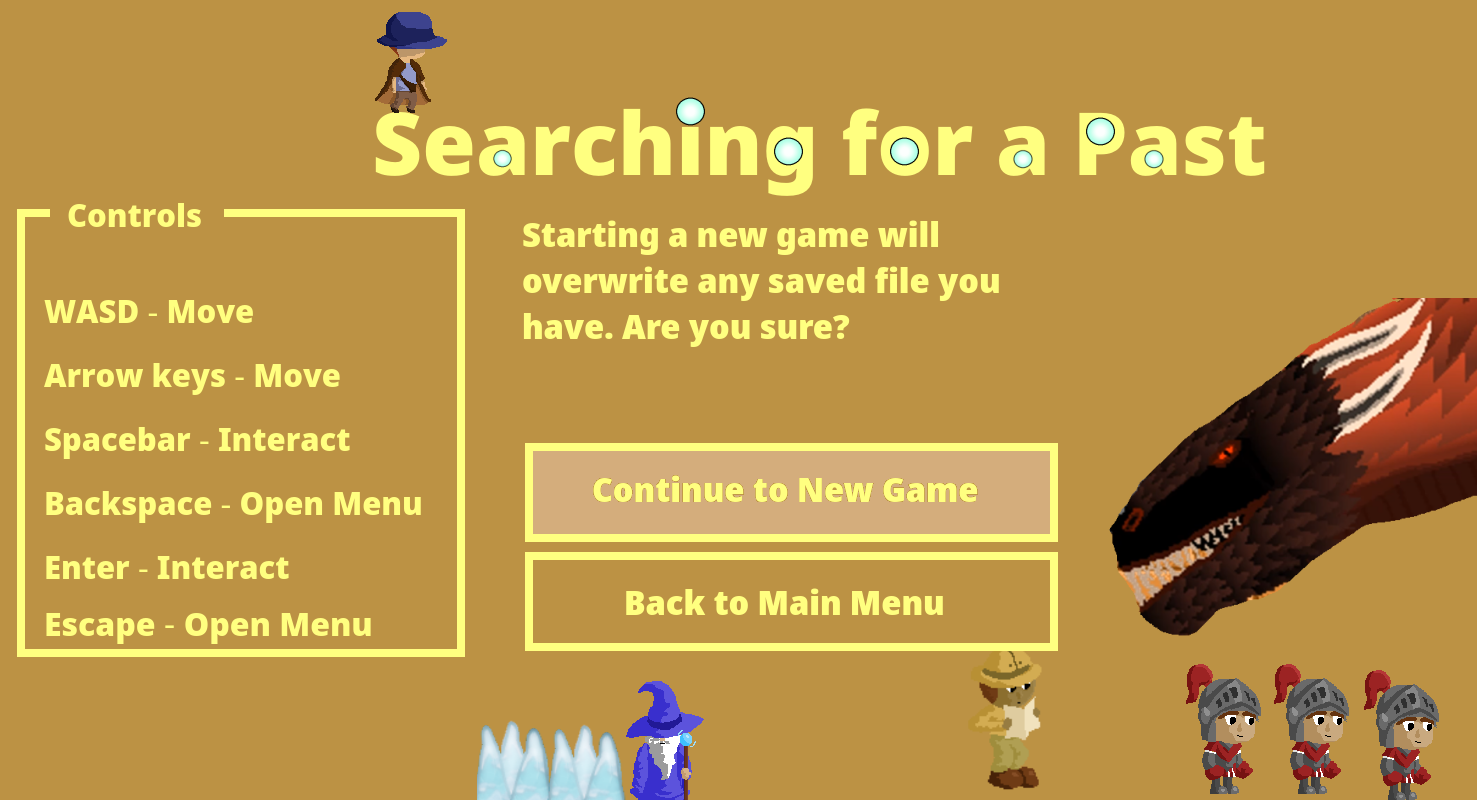 Searching for a Past
Controls
WASD - Move
Arrow keys - Move
Spacebar - Interact
Backspace - Open Menu
Enter - Interact
Escape - Open Menu
Starting a new game will
overwrite any saved file you
have. Are you sure?
Continue to New Game
Back to Main Menu